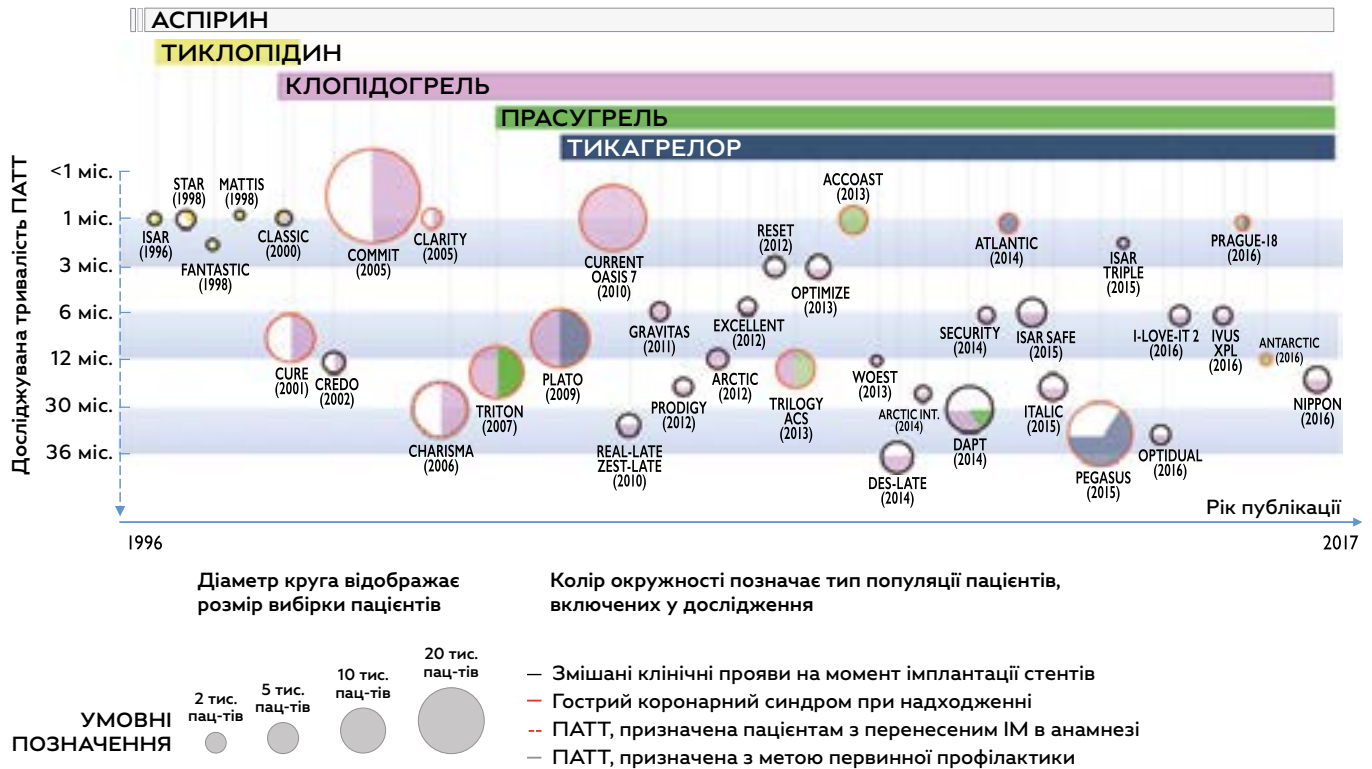 АСПІРИН
ТИКЛОПІДИН
КЛОПІДОГРЕЛЬ
ПРАСУГРЕЛЬ
ТИКАГРЕЛОР
Досліджувана тривалість ПАТТ
<1 міс.
1 міс.
3 міс.
6 міс.
12 міс.
30 міс.
36 міс.
ISAR
(1996)
STAR
(1998)
FANTASTIC
(1998)
MATTIS
(1998)
CLASSIC
(2000)
COMMIT
(2005)
CLARITY
(2005)
CURRENT
OASIS 7
(2010)
RESET
(2012)
OPTIMIZE
(2013)
ACCOAST
(2013)
ATLANTIC
(2014)
ISAR
TRIPLE
(2015)
PRAGUE-18
(2016)
CURE
(2001)
CREDO
(2002)
CHARISMA
(2006)
TRITON
(2007)
PLATO
(2009)
REAL-LATE
ZEST-LATE
(2010)
GRAVITAS
(2011)
PRODIGY
(2012)
ARCTIC
(2012)
EXCELLENT
(2012)
TRILOGY
ACS
(2013)
WOEST
(2013)
DES-LATE
(2014)
ARCTIC INT.
(2014)
DAPT
(2014)
SECURITY
(2014)
ISAR SAFE
(2015)
ITALIC
(2015)
PEGASUS
(2015)
OPTIDUAL
(2016)
I-LOVE-IT 2
(2016)
IVUS
XPL
(2016)
ANTARCTIC
(2016)
NIPPON
(2016)
Рік публікації
1996
2017
Діаметр круга відображає
розмір вибірки пацієнтів
Колір окружності позначає тип популяції пацієнтів,
включених у дослідження
УМОВНІ
ПОЗНАЧЕННЯ
2 тис.
пац-тів
5 тис.
пац-тів
10 тис.
пац-тів
20 тис.
пац-тів
— Змішані клінічні прояви на момент імплантації стентів
— Гострий коронарний синдром при надходженні
-- ПАТТ, призначена пацієнтам з перенесеним ІМ в анамнезі
— ПАТТ, призначена з метою первинної профілактики